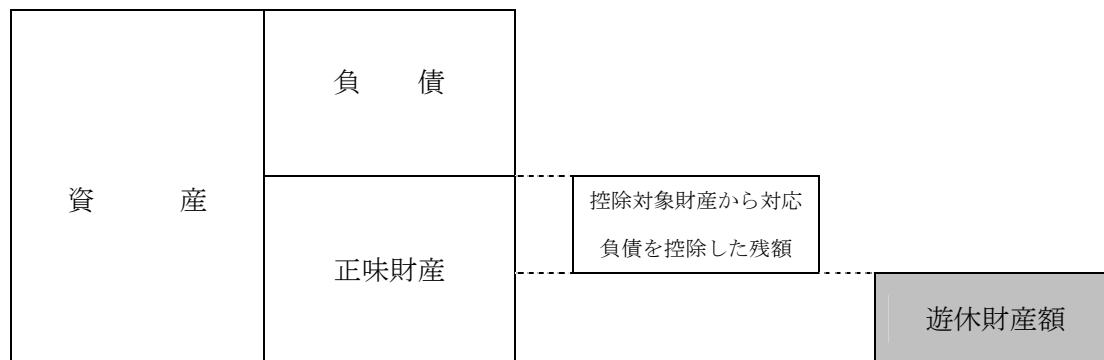 負　　債
資　　　産
控除対象財産から対応
負債を控除した残額
正味財産
遊休財産額